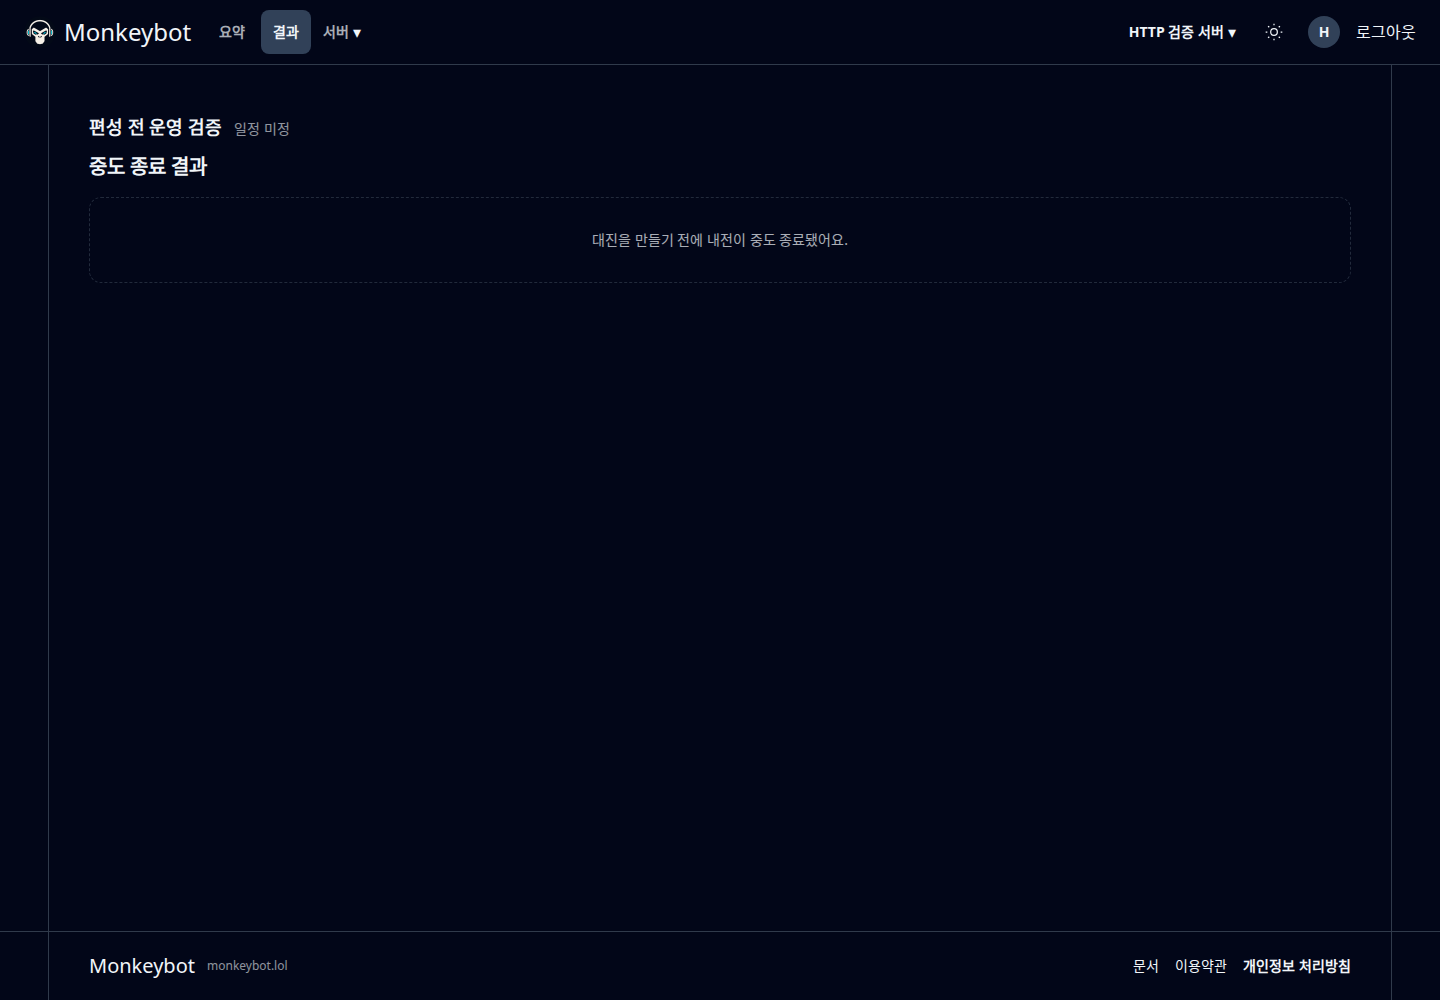 Monkeybot 요약 결과 서버 ▾ HTTP 검증 서버 ▾ H 로그아웃
편성 전 운영 검증 일정 미정
중도 종료 결과
대진을 만들기 전에 내전이 중도 종료됐어요.
Monkeybot monkeybot.lol 문서 이용약관 개인정보 처리방침